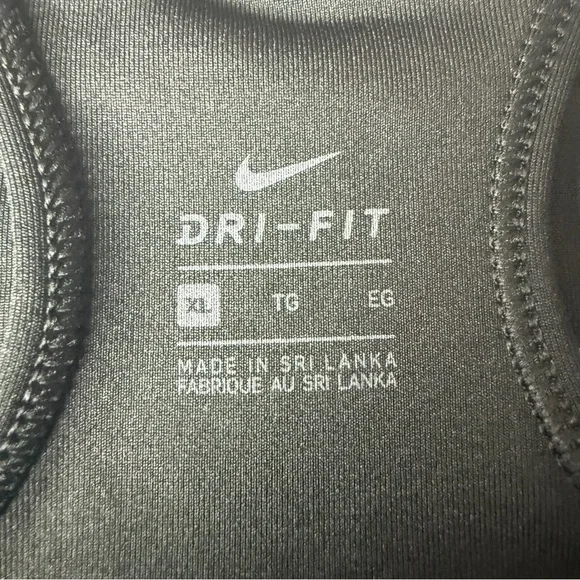 DRI-FIT
XL TG EG
MADE IN SRI LANKA
FABRIQUE AU SRI LANKA